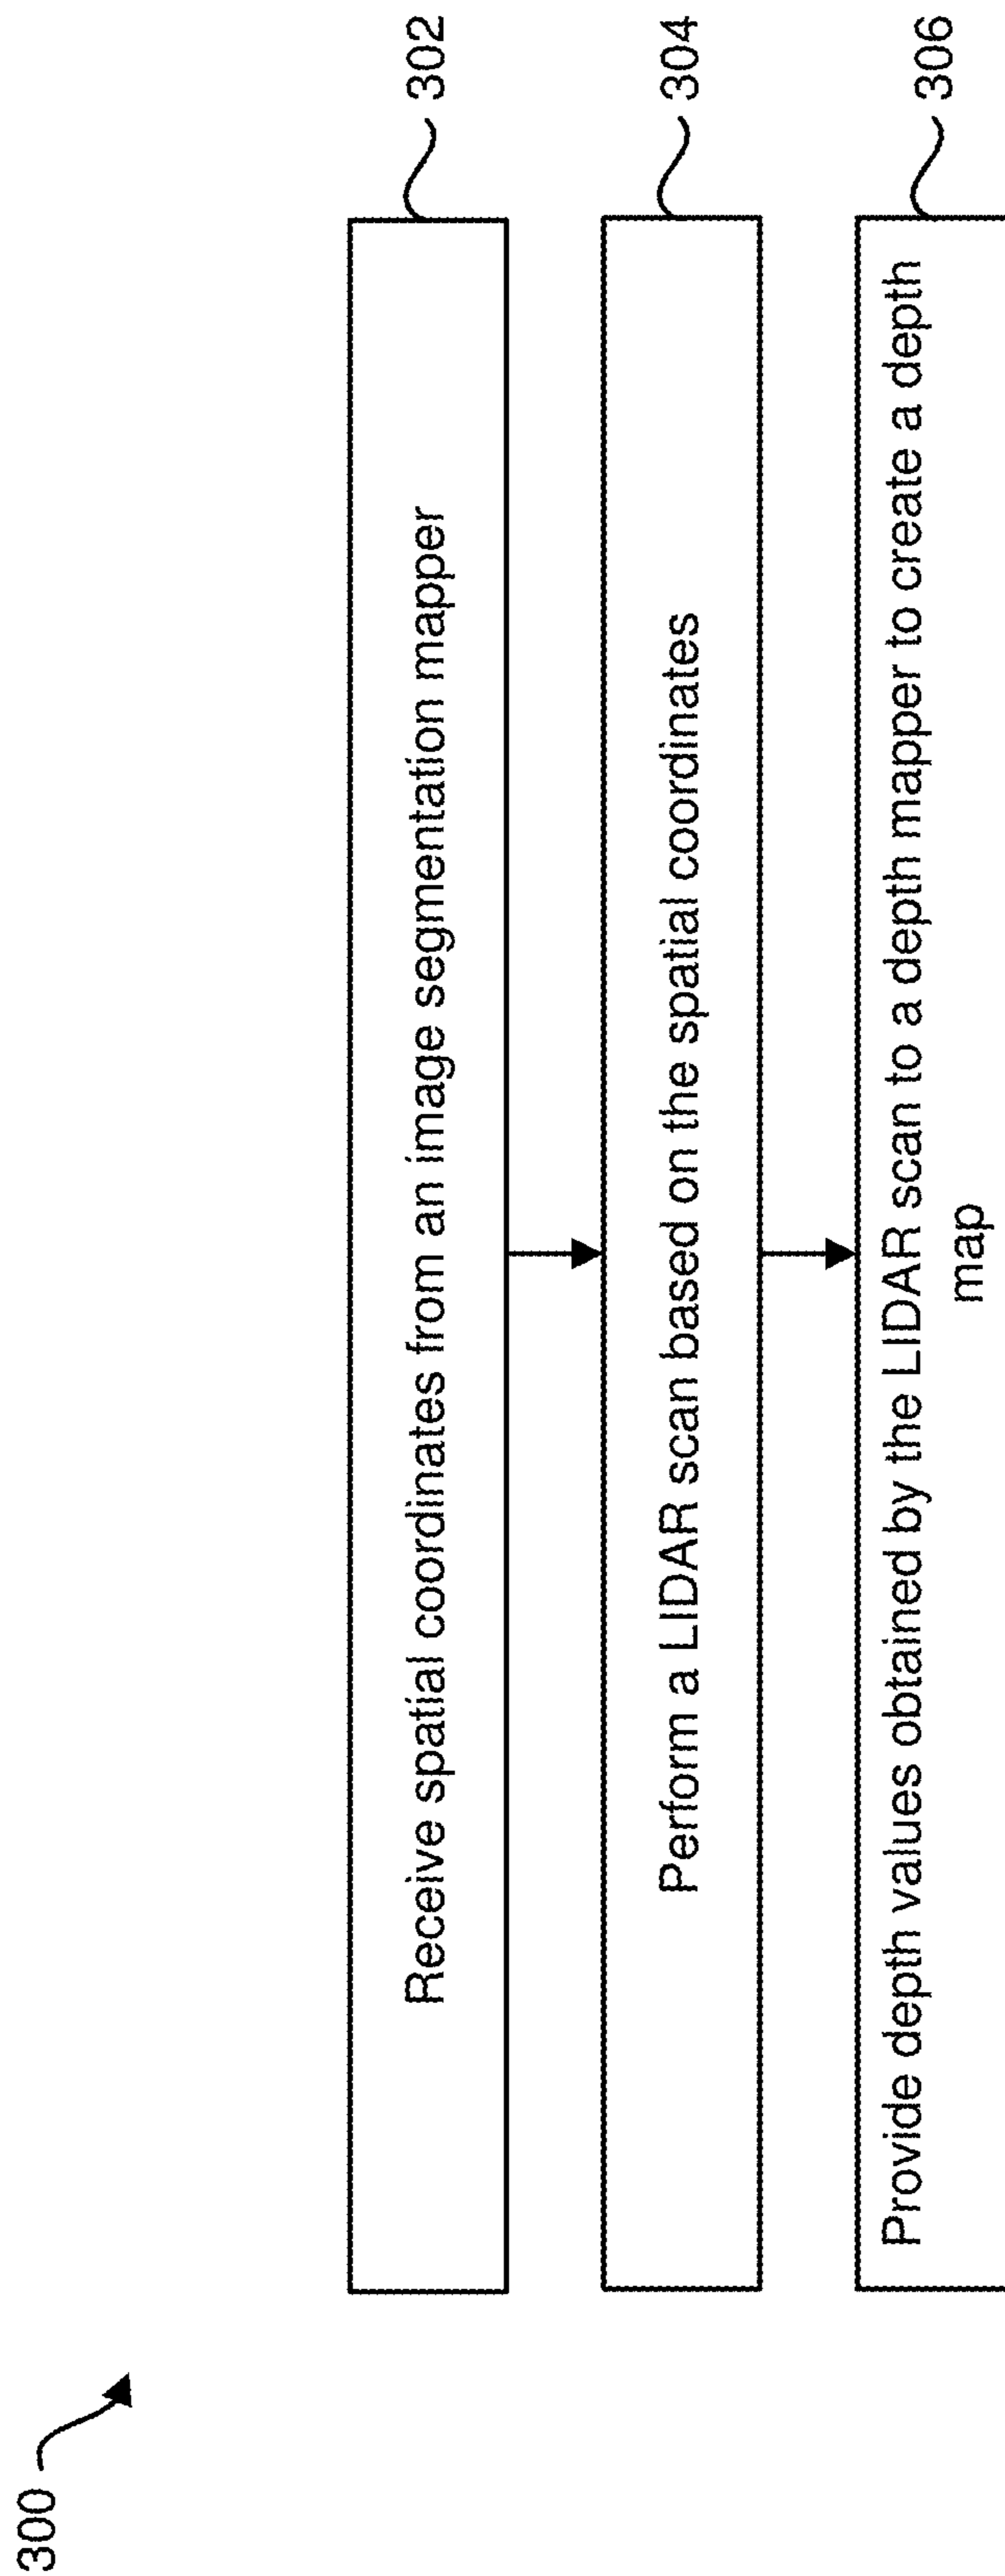 300
Receive spatial coordinates from an image segmentation mapper
302
Perform a LIDAR scan based on the spatial coordinates
304
Provide depth values obtained by the LIDAR scan to a depth mapper to create a depth
map
306